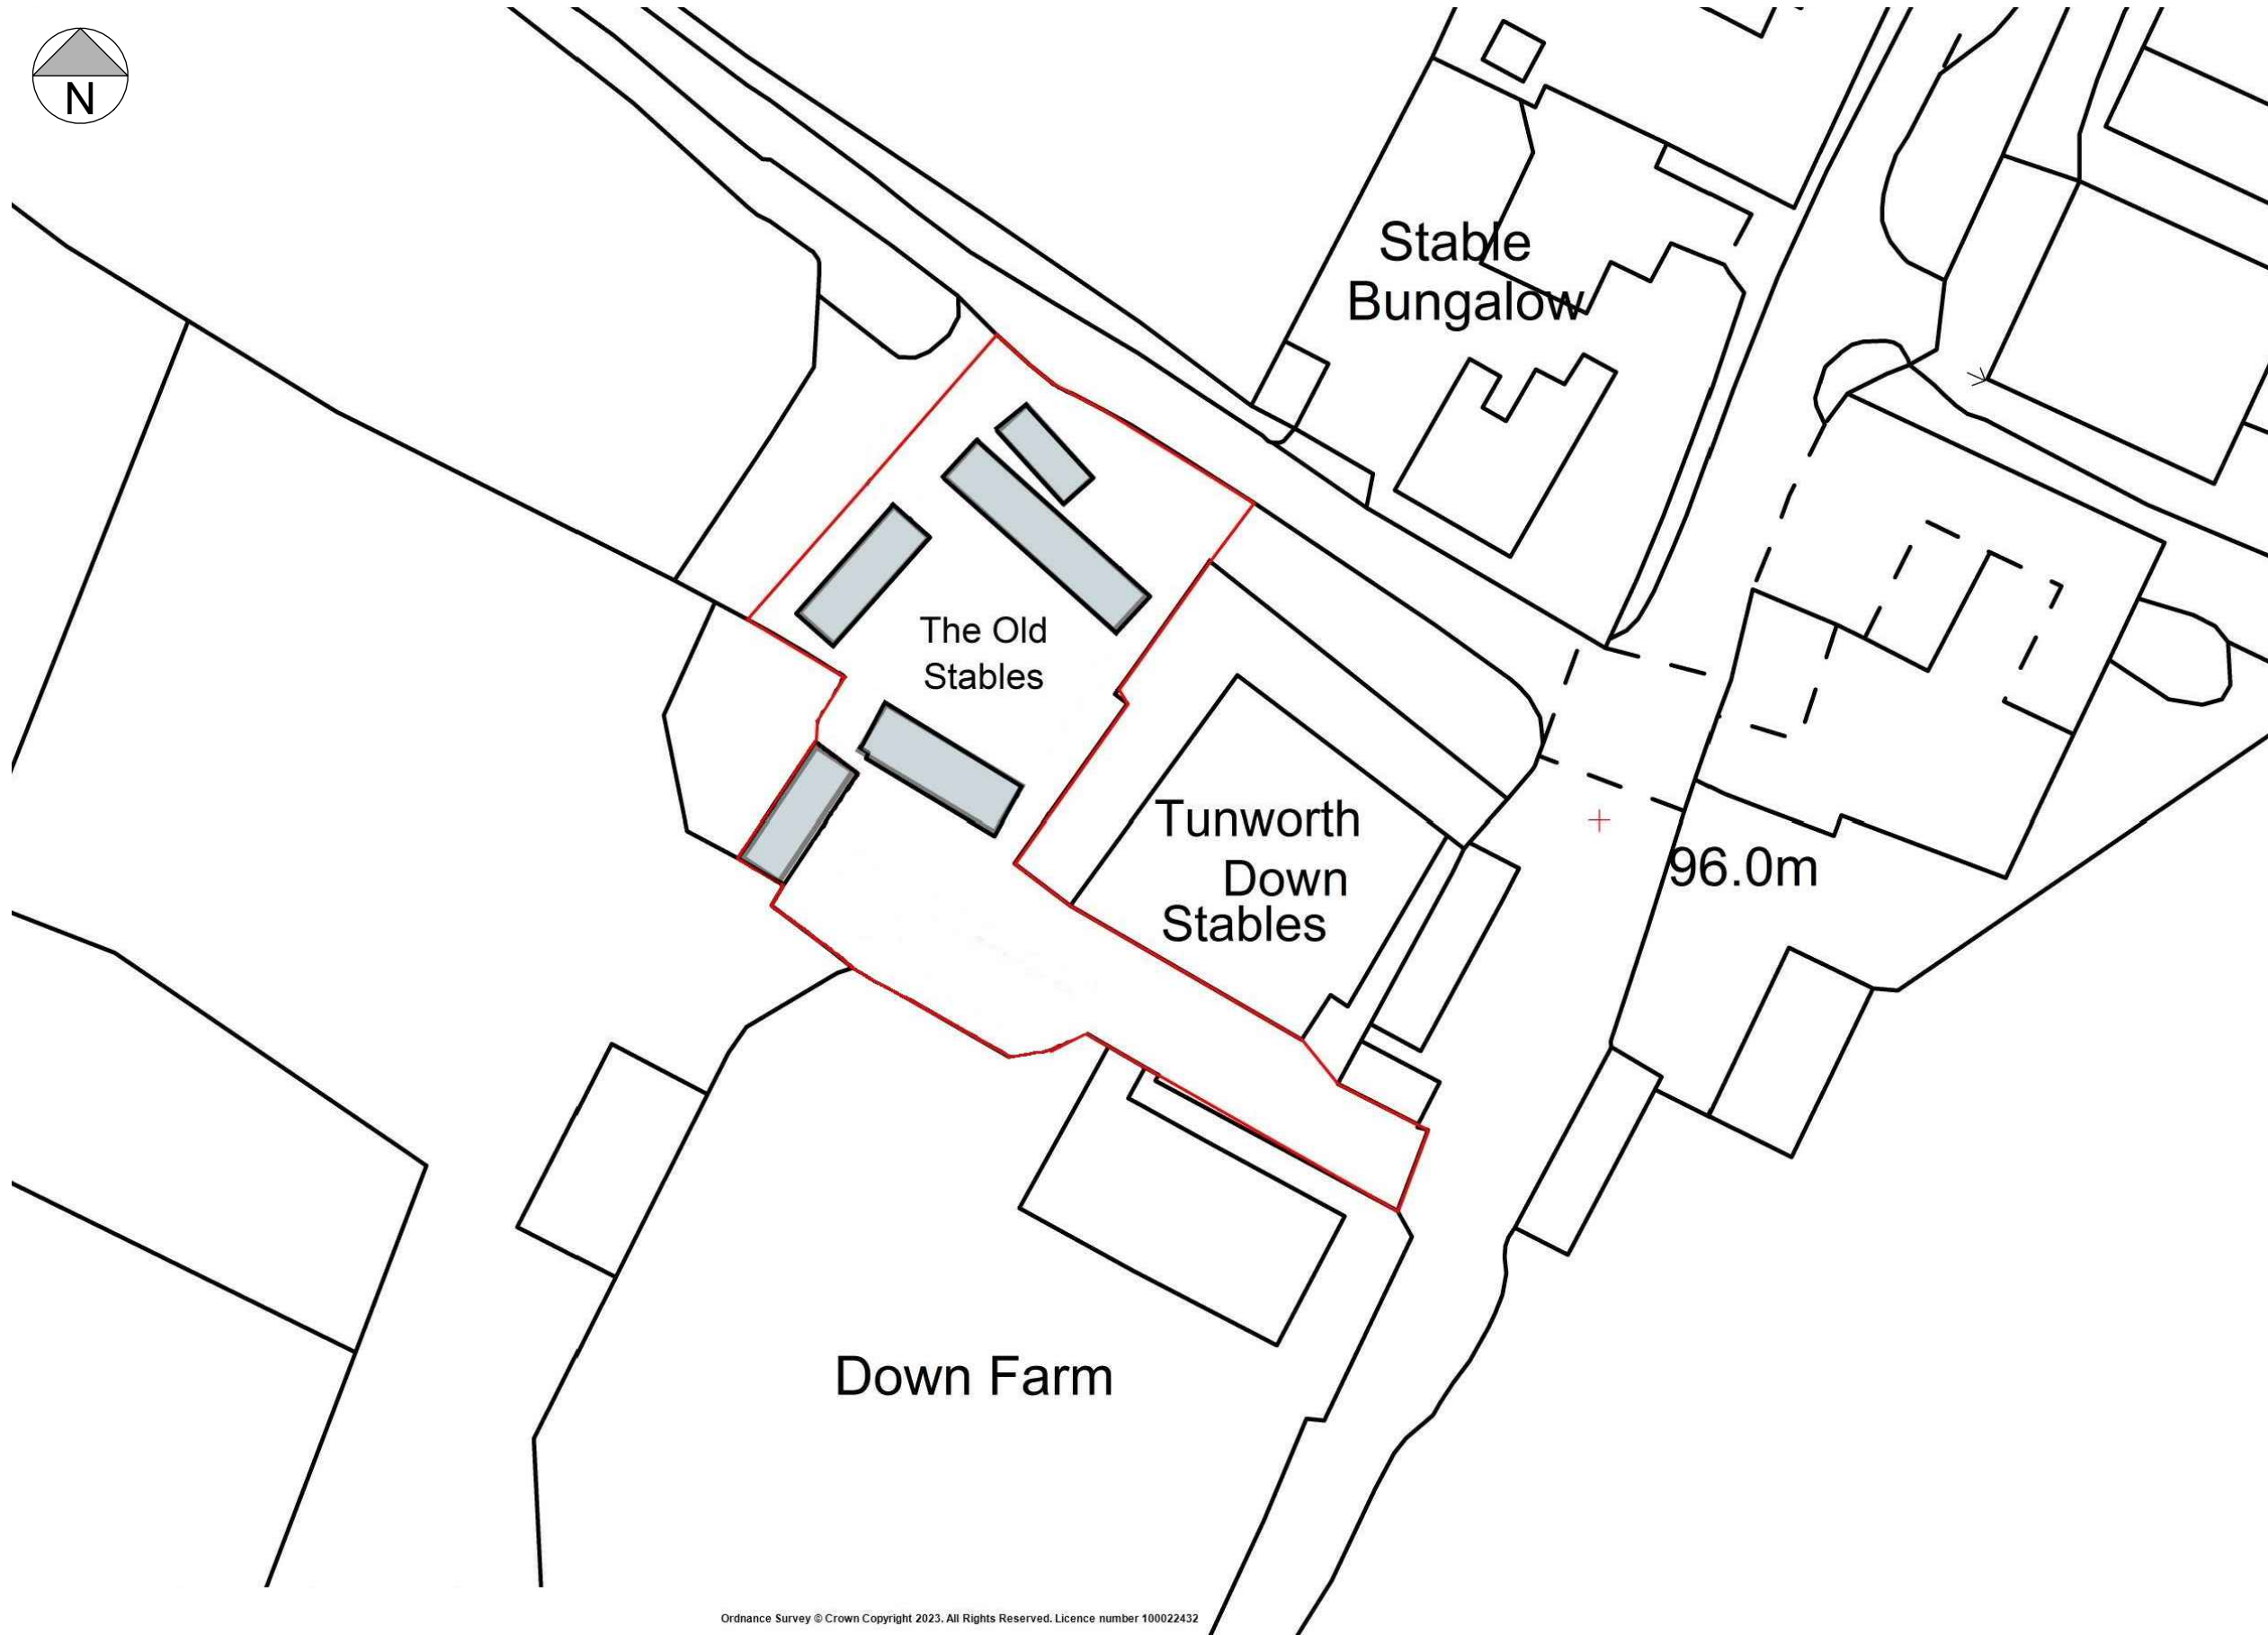 N
Stable
Bungalow
The Old
Stables
Tunworth
Down
Stables
96.0m
Down Farm
Ordnance Survey © Crown Copyright 2023. All Rights Reserved. Licence number 100022432